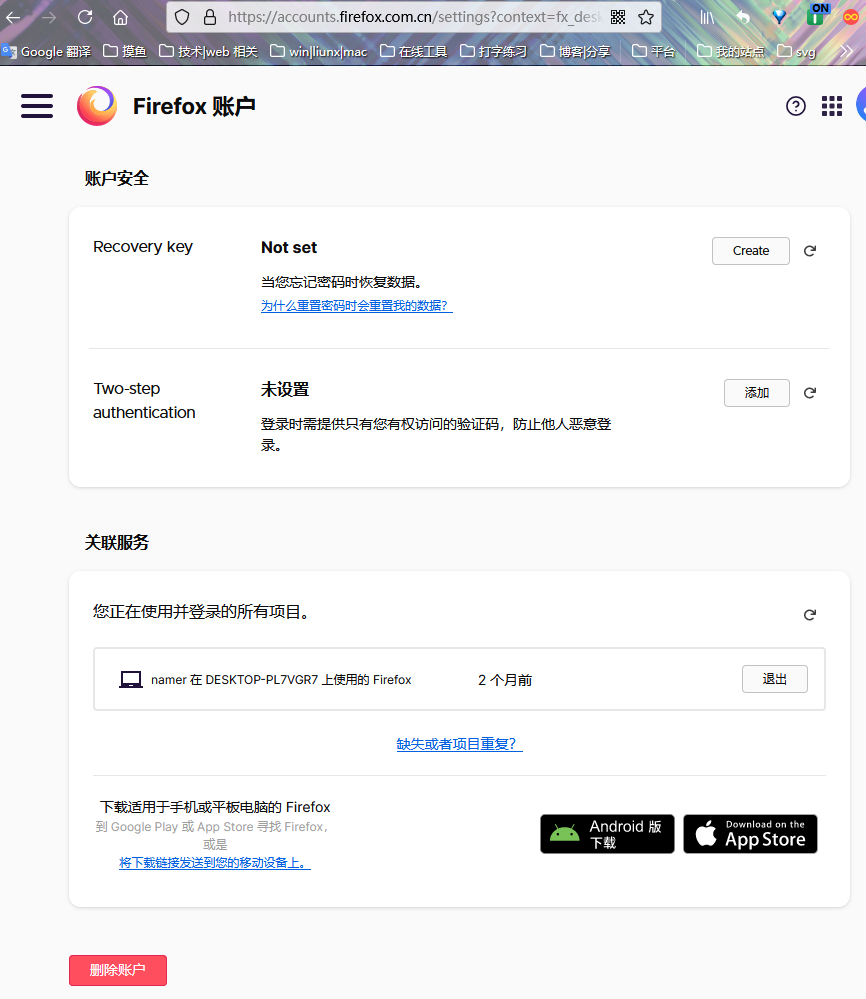 https://accounts.firefox.com.cn/settings?context=fx_desk
ON
Google 翻译 摸鱼 技术|web 相关 win|liunx|mac 在线工具 打字练习 博客|分享 平台 我的站点 svg
Firefox 账户
账户安全
Recovery key
Not set
Create
当您忘记密码时恢复数据。
为什么重置密码时会重置我的数据？
Two-step
authentication
未设置
添加
登录时需提供只有您有权访问的验证码，防止他人恶意登
录。
关联服务
您正在使用并登录的所有项目。
namer 在 DESKTOP-PL7VGR7 上使用的 Firefox
2 个月前
退出
缺失或者项目重复？
下载适用于手机或平板电脑的 Firefox
到 Google Play 或 App Store 寻找 Firefox，
或是
将下载链接发送到您的移动设备上。
Android 版
下载
Download on the
App Store
删除账户